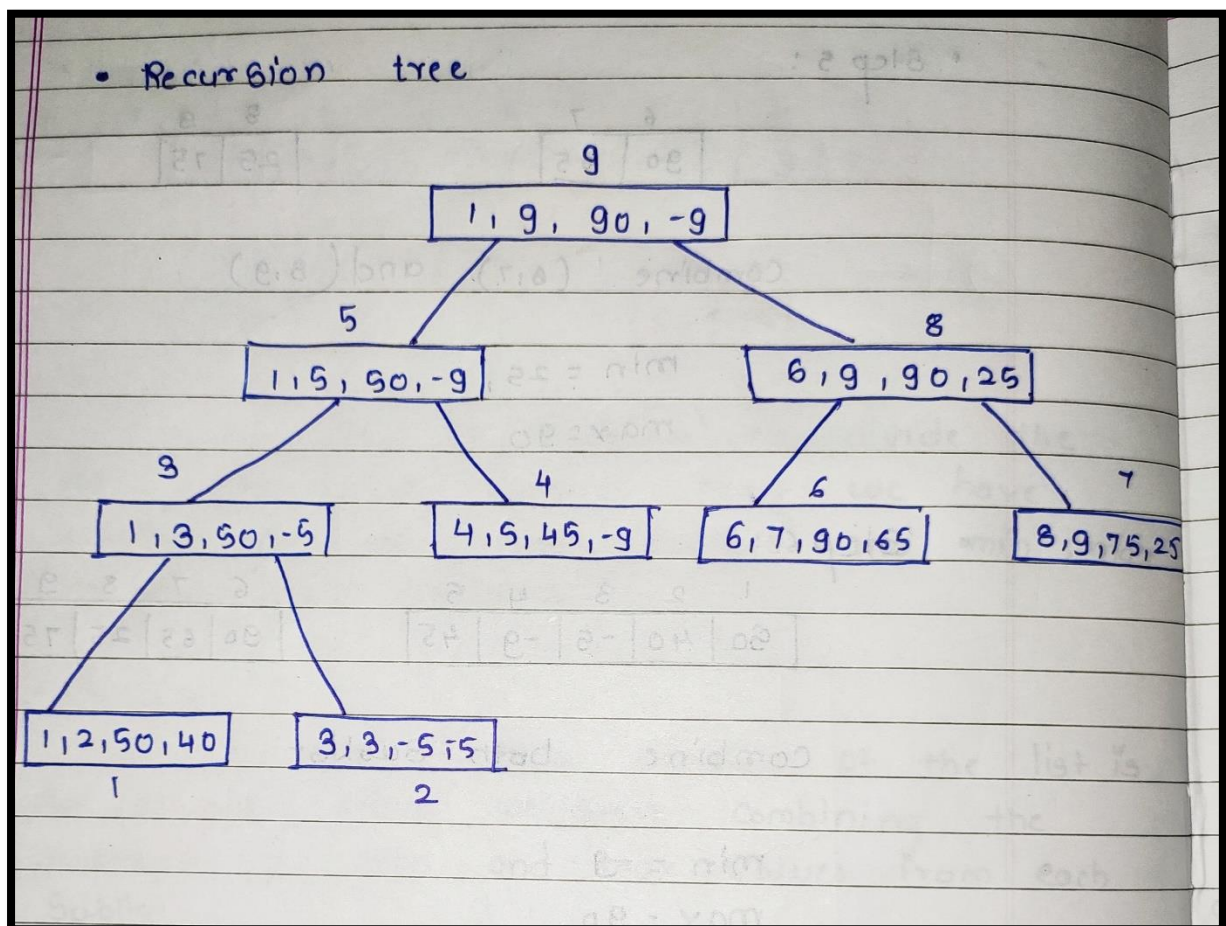 • Recursion tree
9
1, 9, 90, -9
5 8
1, 5, 50, -9 6, 9, 90, 25
3 4 6 7
1, 3, 50, -5 4, 5, 45, -9 6, 7, 90, 65 8, 9, 75, 25
1, 2, 50, 40 3, 3, -5, -5
1 2